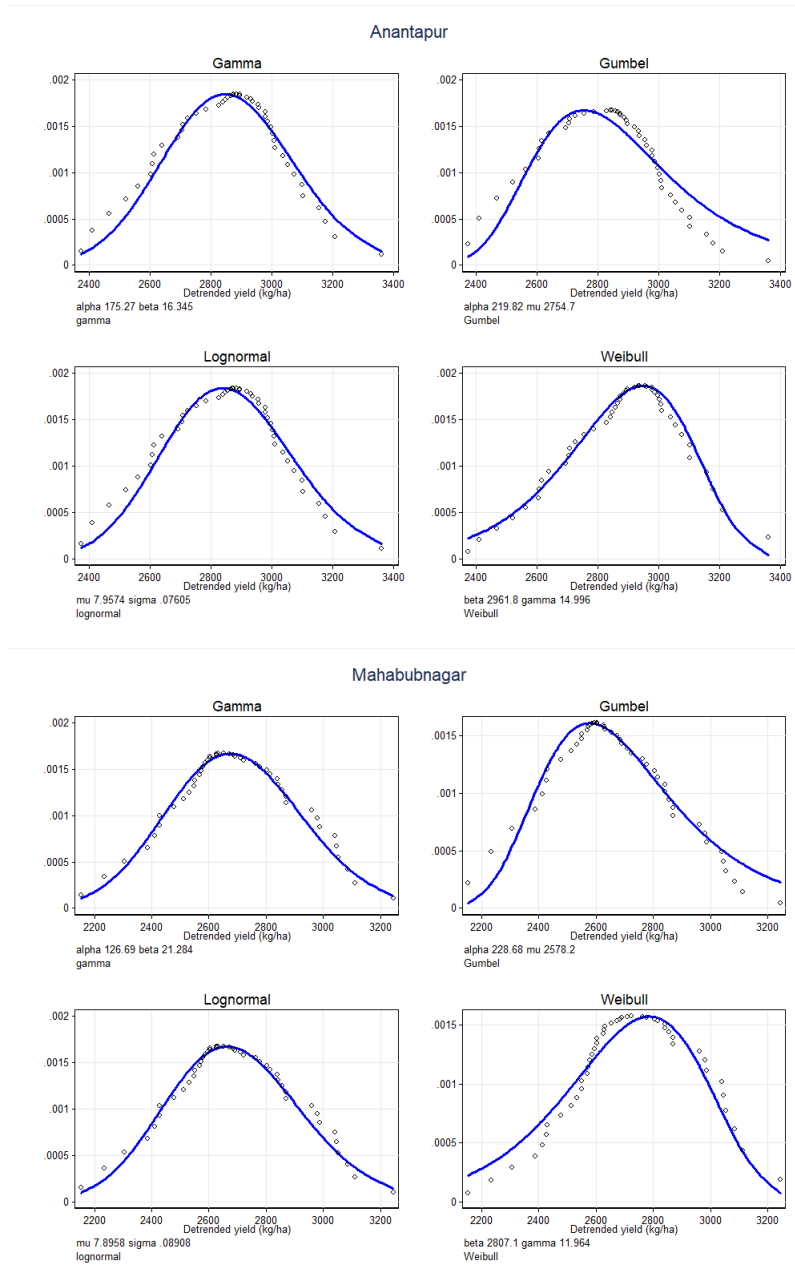 Anantapur
Gamma
.002
.0015
.001
.0005
0
2400 2600 2800 3000 3200 3400
Detrended yield (kg/ha)
alpha 175.27 beta 16.345
gamma
Gumbel
.002
.0015
.001
.0005
0
2400 2600 2800 3000 3200 3400
Detrended yield (kg/ha)
alpha 219.82 mu 2754.7
Gumbel
Lognormal
.002
.0015
.001
.0005
0
2400 2600 2800 3000 3200 3400
Detrended yield (kg/ha)
mu 7.9574 sigma .07605
lognormal
Weibull
.002
.0015
.001
.0005
0
2400 2600 2800 3000 3200 3400
Detrended yield (kg/ha)
beta 2961.8 gamma 14.996
Weibull
Mahabubnagar
Gamma
.002
.0015
.001
.0005
0
2200 2400 2600 2800 3000 3200
Detrended yield (kg/ha)
alpha 126.69 beta 21.284
gamma
Gumbel
.0015
.001
.0005
0
2200 2400 2600 2800 3000 3200
Detrended yield (kg/ha)
alpha 228.68 mu 2578.2
Gumbel
Lognormal
.002
.0015
.001
.0005
0
2200 2400 2600 2800 3000 3200
Detrended yield (kg/ha)
mu 7.8958 sigma .08908
lognormal
Weibull
.0015
.001
.0005
0
2200 2400 2600 2800 3000 3200
Detrended yield (kg/ha)
beta 2807.1 gamma 11.964
Weibull